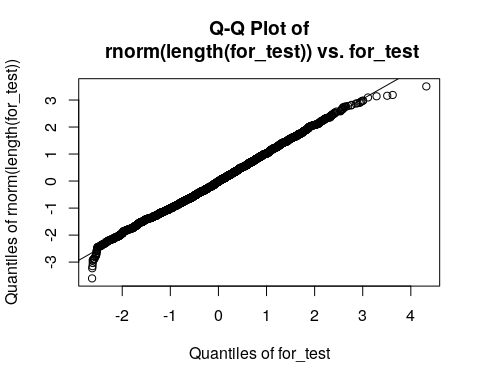 Q-Q Plot of
rnorm(length(for_test)) vs. for_test
Quantiles of rnorm(length(for_test))
3
2
1
0
-1
-2
-3
-2 -1 0 1 2 3 4
Quantiles of for_test